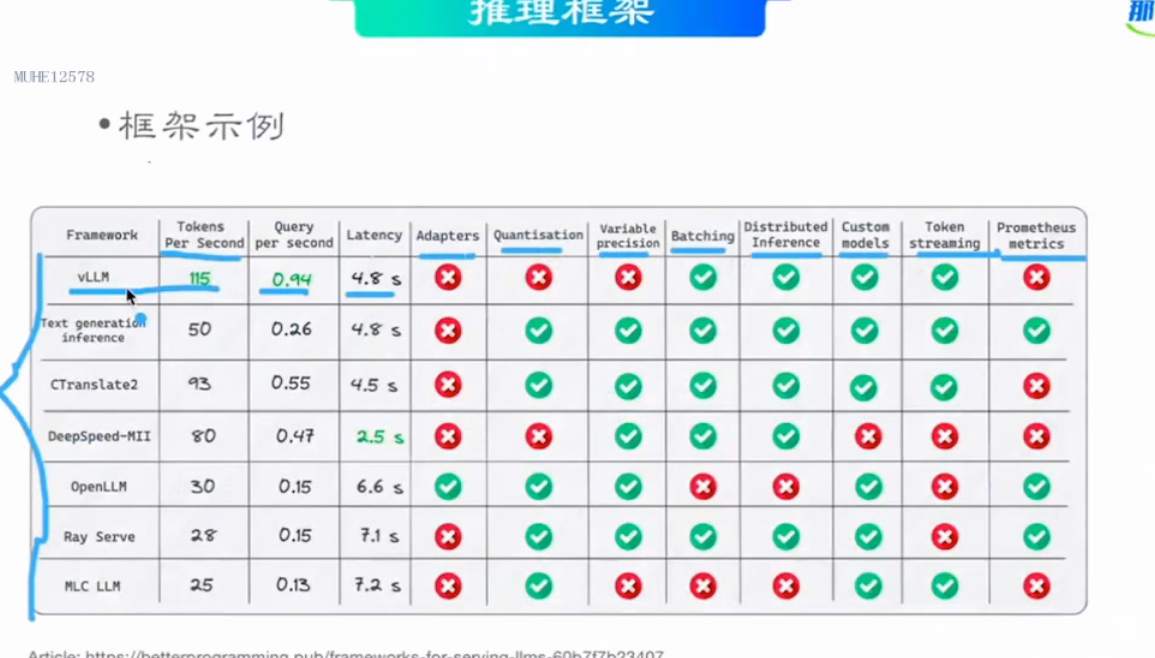 推理框架
那
MUHE12578
•框架示例
Framework Tokens Per Second Query per second Latency Adapters Quantisation Variable precision Batching Distributed Inference Custom models Token streaming Prometheus metrics
vLLM 115 0.94 4.8 s
Text generation inference 50 0.26 4.8 s
CTranslate2 93 0.55 4.5 s
DeepSpeed-MII 80 0.47 2.5 s
OpenLLM 30 0.15 6.6 s
Ray Serve 28 0.15 7.1 s
MLC LLM 25 0.13 7.2 s
Article: https://betterprogramming.pub/frameworks-for-serving-llms-60b7f7b23407